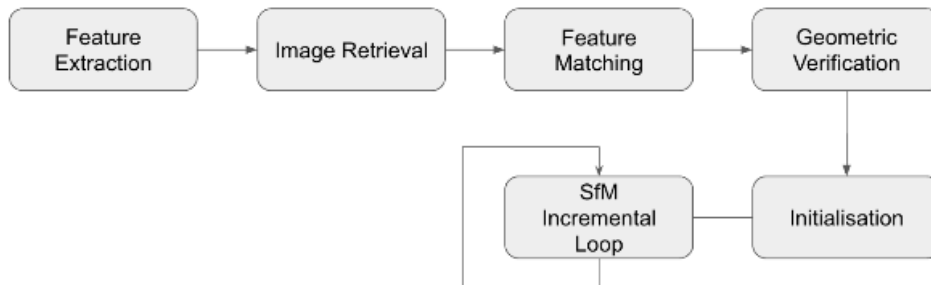 Feature
Extraction
Image Retrieval
Feature
Matching
Geometric
Verification
SfM
Incremental
Loop
Initialisation